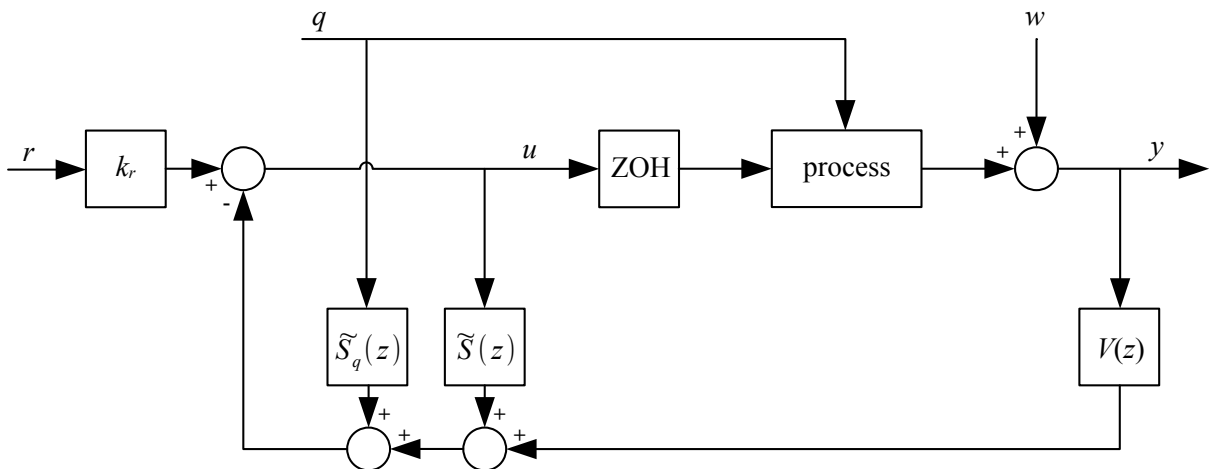 q
w
r
k_r
+
-
u
ZOH
process
+
+
y
S̃_q(z)
S̃(z)
V(z)
+
+
+
+